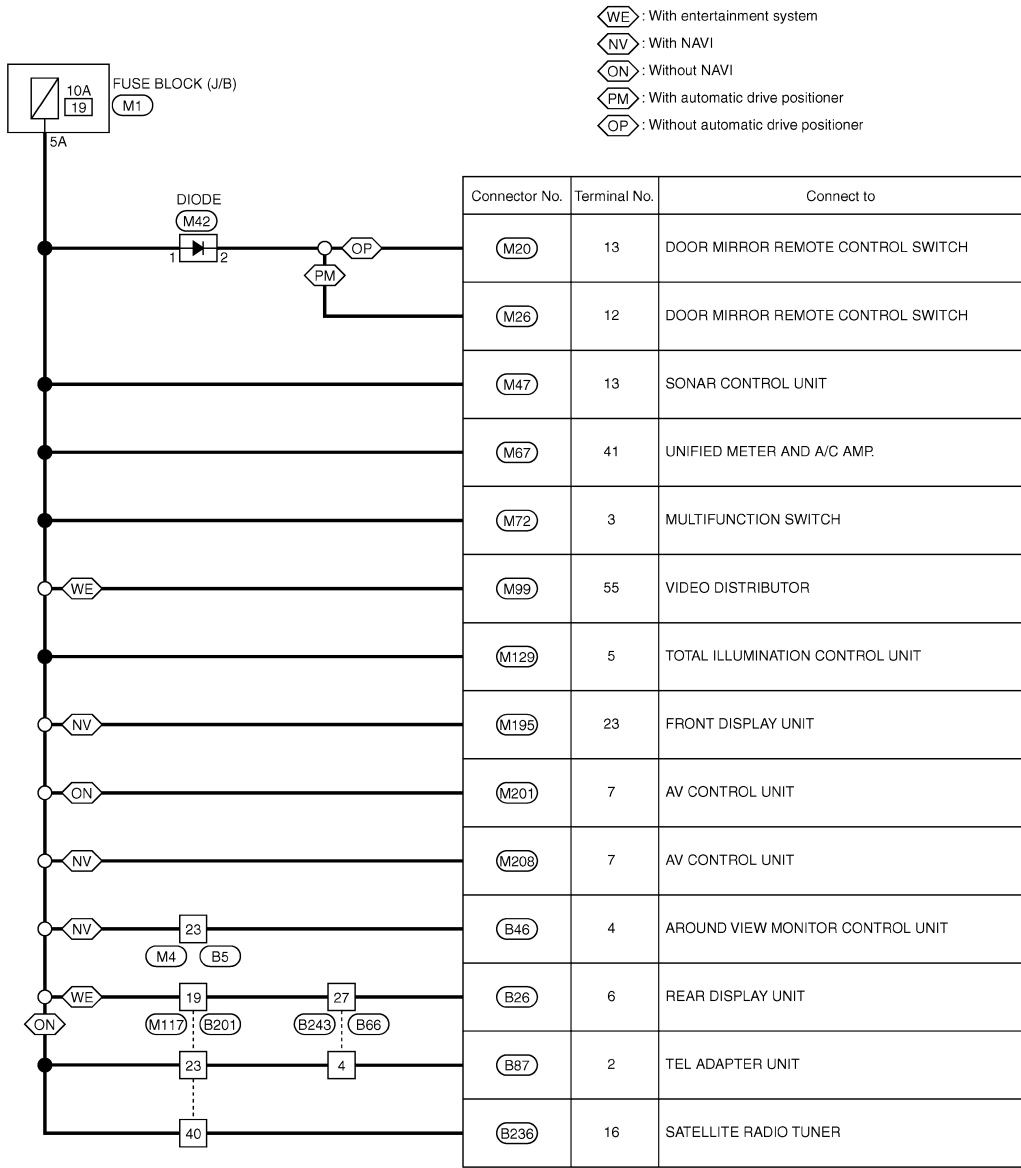 WE : With entertainment system
NV : With NAVI
ON : Without NAVI
PM : With automatic drive positioner
OP : Without automatic drive positioner
10A
19
FUSE BLOCK (J/B)
M1
5A
Connector No. Terminal No. Connect to
DIODE
M42
1 2
OP
PM
M20 13 DOOR MIRROR REMOTE CONTROL SWITCH
M26 12 DOOR MIRROR REMOTE CONTROL SWITCH
M47 13 SONAR CONTROL UNIT
M67 41 UNIFIED METER AND A/C AMP.
M72 3 MULTIFUNCTION SWITCH
WE M99 55 VIDEO DISTRIBUTOR
M129 5 TOTAL ILLUMINATION CONTROL UNIT
NV M195 23 FRONT DISPLAY UNIT
ON M201 7 AV CONTROL UNIT
NV M208 7 AV CONTROL UNIT
NV 23 B46 4 AROUND VIEW MONITOR CONTROL UNIT
M4 B5
WE 19 27 B26 6 REAR DISPLAY UNIT
ON M117 B201 B243 B66
23 4 B87 2 TEL ADAPTER UNIT
40 B236 16 SATELLITE RADIO TUNER